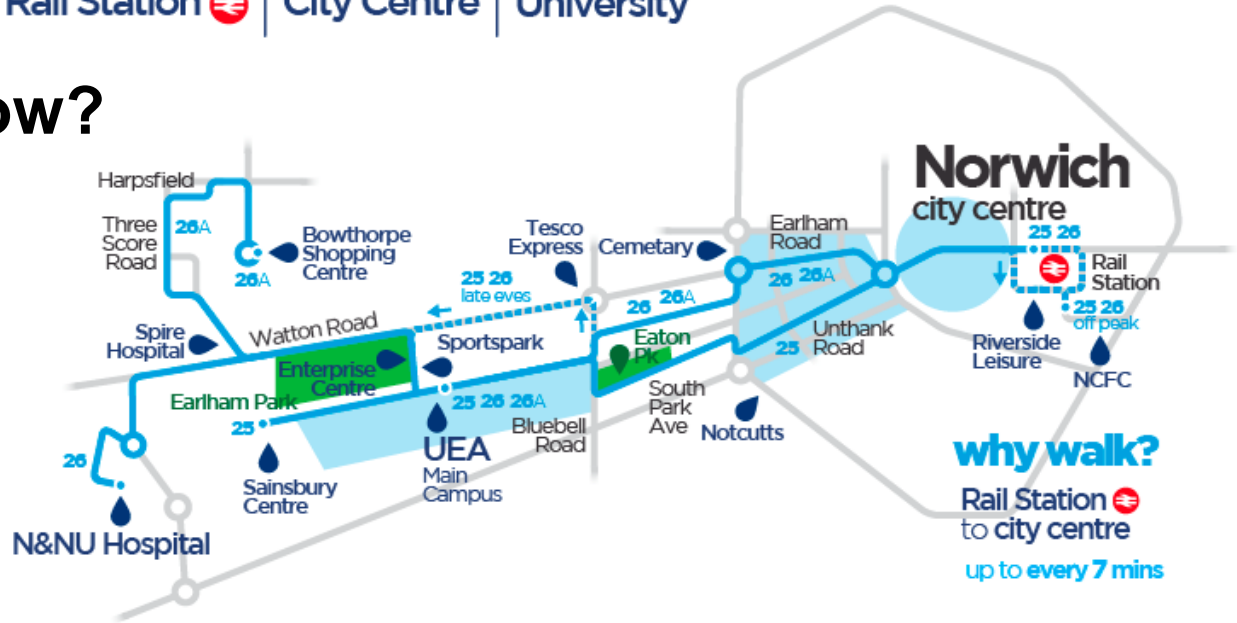 Rail Station | City Centre | University
ow?
Norwich
city centre
Harpsfield
Three
Score
Road
26A
Bowthorpe
Shopping
Centre
26A
Tesco
Express
Cemetary
Earlham
Road
25 26
Rail
Station
25 26
late eves
26 26A
26 26A
25 26
off peak
Spire
Hospital
Watton Road
Sportspark
Eaton
Pk
Unthank
Road
25
Riverside
Leisure
NCFC
Enterprise
Centre
Earlham Park
25
25 26 26A
South
Park
Ave
Bluebell
Road
Notcutts
UEA
Main
Campus
26
Sainsbury
Centre
N&NU Hospital
why walk?
Rail Station
to city centre
up to every 7 mins